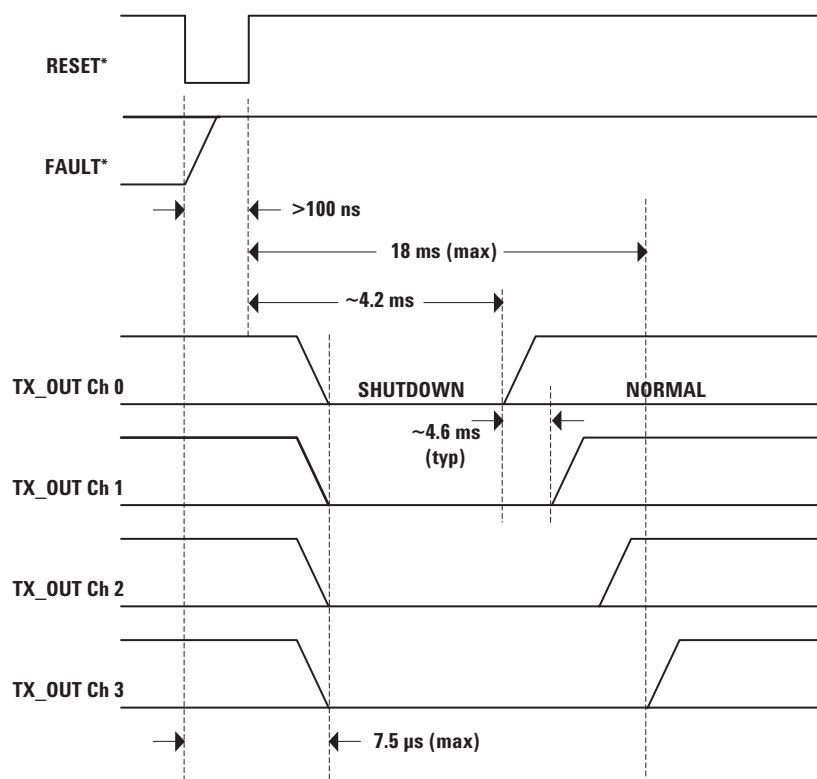 RESET*
FAULT*
>100 ns
18 ms (max)
~4.2 ms
TX_OUT Ch 0
SHUTDOWN
NORMAL
~4.6 ms
(typ)
TX_OUT Ch 1
TX_OUT Ch 2
TX_OUT Ch 3
7.5 µs (max)